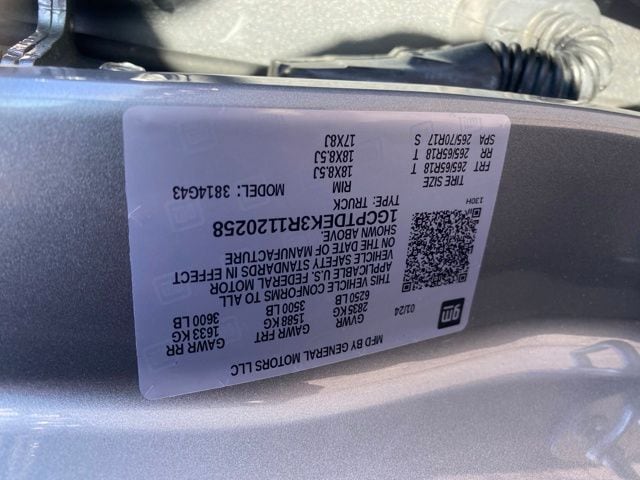 gm
MFD BY GENERAL MOTORS LLC
01/24
GVWR GAWR FRT GAWR RR
2835 KG 1588 KG 1633 KG
6250 LB 3500 LB 3600 LB
THIS VEHICLE CONFORMS TO ALL
APPLICABLE U.S. FEDERAL MOTOR
VEHICLE SAFETY STANDARDS IN EFFECT
ON THE DATE OF MANUFACTURE
SHOWN ABOVE.
1GCPTDEK3R1120258
TYPE: TRUCK MODEL: 3814G43
130H
TIRE SIZE RIM
FRT 265/65R18 T 18X8.5J
RR 265/65R18 T 18X8.5J
SPA 265/70R17 S 17X8J